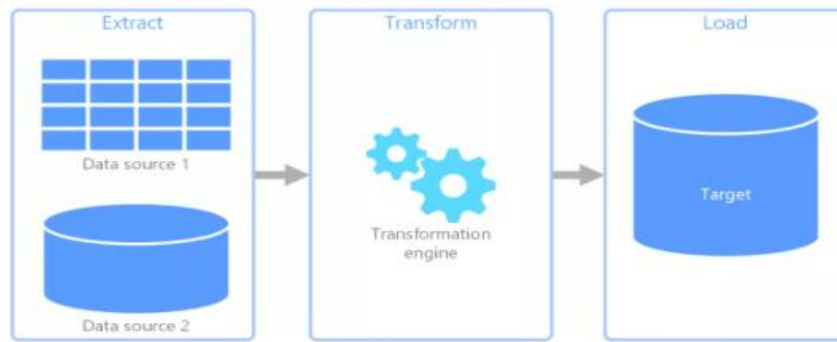 Extract
Data source 1
Data source 2
Transform
Transformation
engine
Load
Target